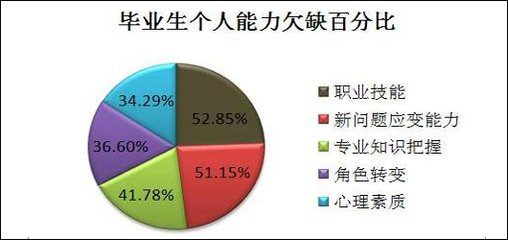 毕业生个人能力欠缺百分比
34.29%
52.85%
36.60%
41.78%
51.15%
职业技能
新问题应变能力
专业知识把握
角色转变
心理素质